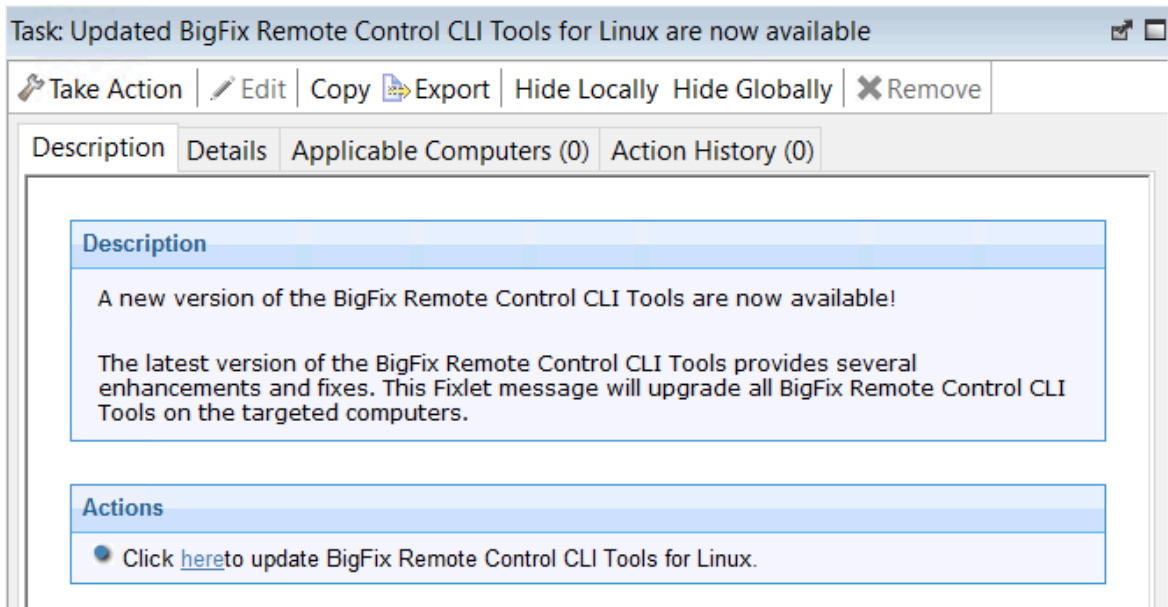 Task: Updated BigFix Remote Control CLI Tools for Linux are now available
Take Action Edit Copy Export Hide Locally Hide Globally Remove
Description Details Applicable Computers (0) Action History (0)
Description
A new version of the BigFix Remote Control CLI Tools are now available!
The latest version of the BigFix Remote Control CLI Tools provides several
enhancements and fixes. This Fixlet message will upgrade all BigFix Remote Control CLI
Tools on the targeted computers.
Actions
Click hereto update BigFix Remote Control CLI Tools for Linux.